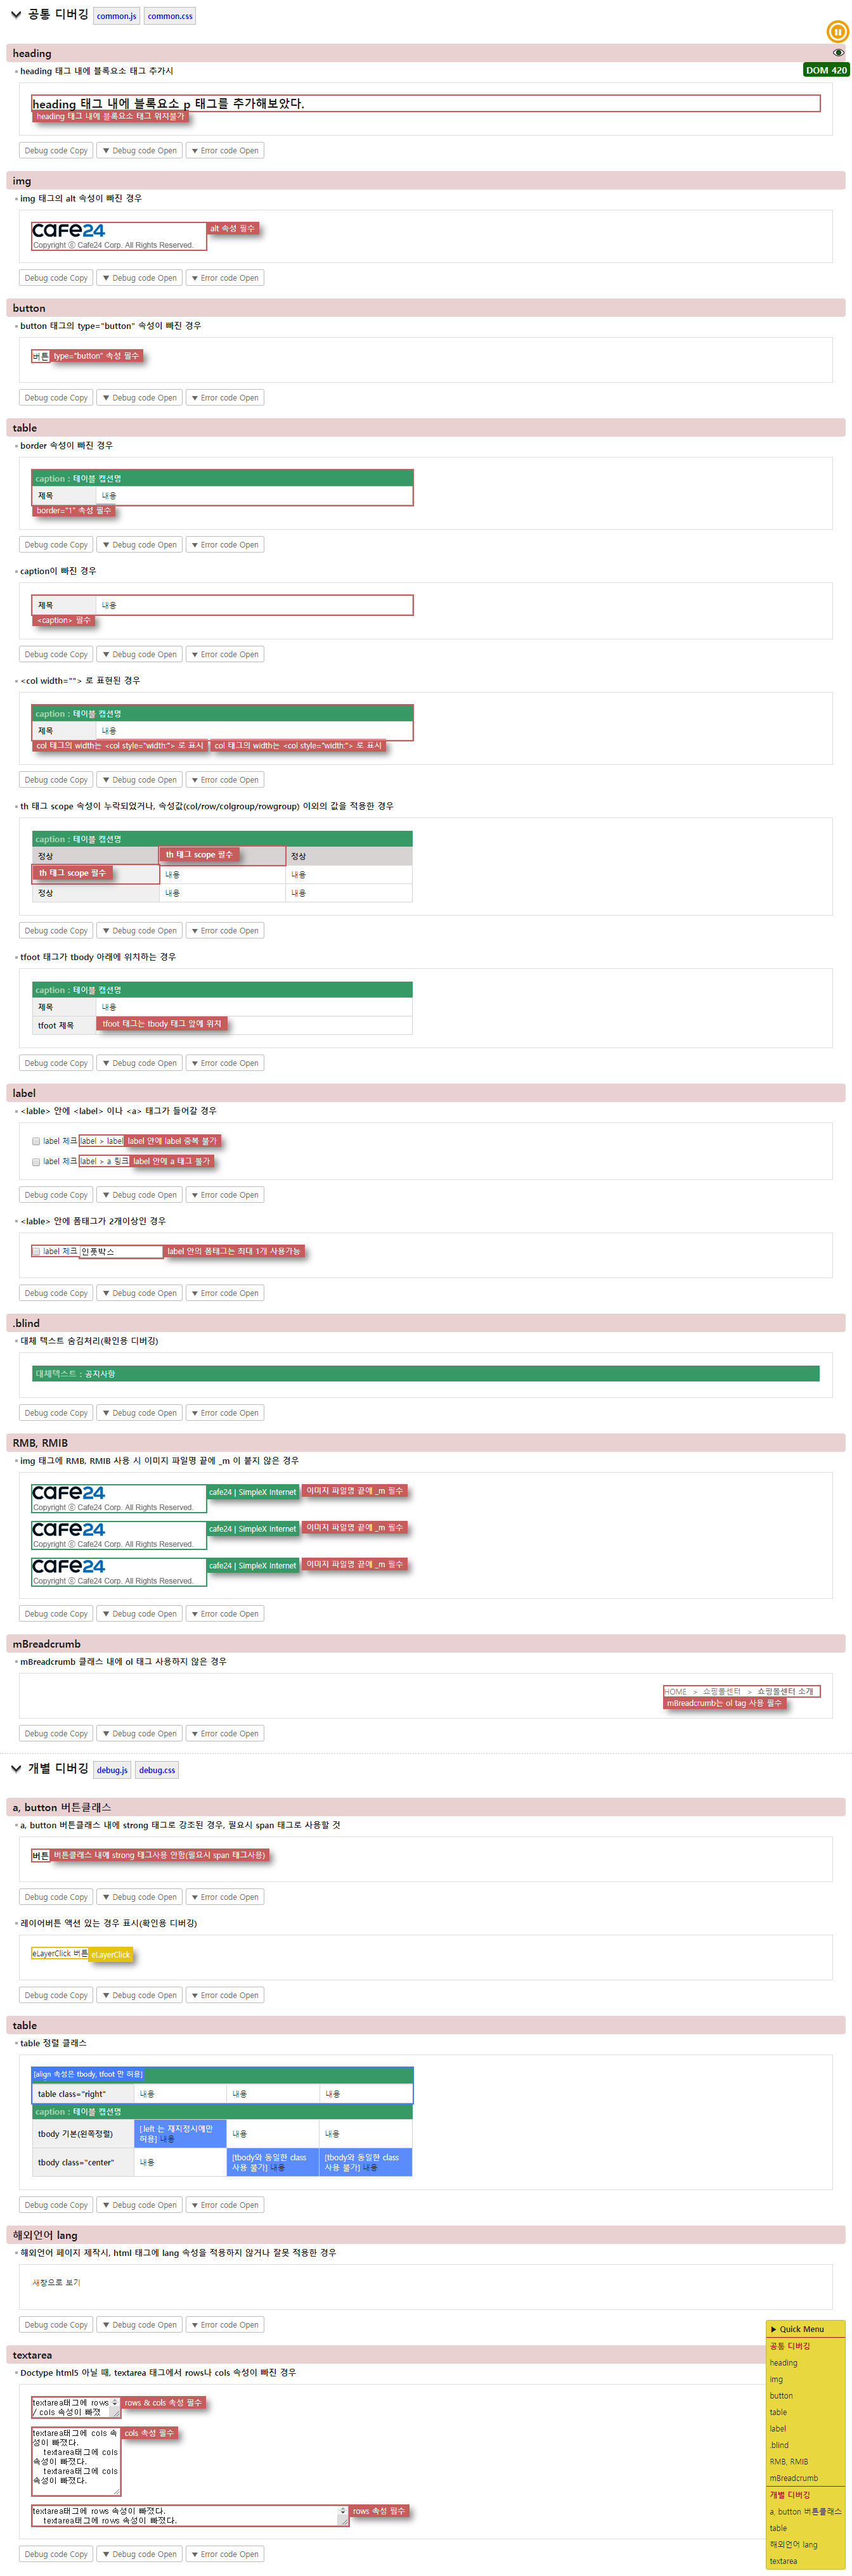 공통 디버깅 common.js common.css
heading
DOM 420
heading 태그 내에 블록요소 태그 추가시
heading 태그 내에 블록요소 p 태그를 추가해보았다.
heading 태그 내에 블록요소 태그 위치불가
Debug code Copy ▼ Debug code Open ▼ Error code Open
img
img 태그의 alt 속성이 빠진 경우
CAFE24 alt 속성 필수
Copyright ⓒ Cafe24 Corp. All Rights Reserved.
Debug code Copy ▼ Debug code Open ▼ Error code Open
button
button 태그의 type="button" 속성이 빠진 경우
버튼 type="button" 속성 필수
Debug code Copy ▼ Debug code Open ▼ Error code Open
table
border 속성이 빠진 경우
caption : 테이블 캡션명
제목 내용
border="1" 속성 필수
Debug code Copy ▼ Debug code Open ▼ Error code Open
caption이 빠진 경우
제목 내용
<caption> 필수
Debug code Copy ▼ Debug code Open ▼ Error code Open
<col width=""> 로 표현된 경우
caption : 테이블 캡션명
제목 내용
col 태그의 width는 <col style="width:"> 로 표시 col 태그의 width는 <col style="width:"> 로 표시
Debug code Copy ▼ Debug code Open ▼ Error code Open
th 태그 scope 속성이 누락되었거나, 속성값(col/row/colgroup/rowgroup) 이외의 값을 적용한 경우
caption : 테이블 캡션명
정상 th 태그 scope 필수 정상
th 태그 scope 필수 내용 내용
정상 내용 내용
Debug code Copy ▼ Debug code Open ▼ Error code Open
tfoot 태그가 tbody 아래에 위치하는 경우
caption : 테이블 캡션명
제목 내용
tfoot 제목 tfoot 태그는 tbody 태그 앞에 위치
Debug code Copy ▼ Debug code Open ▼ Error code Open
label
<lable> 안에 <label> 이나 <a> 태그가 들어갈 경우
label 체크 label > label label 안에 label 중복 불가
label 체크 label > a 링크 label 안에 a 태그 불가
Debug code Copy ▼ Debug code Open ▼ Error code Open
<lable> 안에 폼태그가 2개이상인 경우
label 체크 인풋박스 label 안의 폼태그는 최대 1개 사용가능
Debug code Copy ▼ Debug code Open ▼ Error code Open
.blind
대체 텍스트 숨김처리(확인용 디버깅)
대체텍스트 : 공지사항
Debug code Copy ▼ Debug code Open ▼ Error code Open
RMB, RMIB
img 태그에 RMB, RMIB 사용 시 이미지 파일명 끝에 _m 이 붙지 않은 경우
CAFE24 cafe24 | SimpleX Internet 이미지 파일명 끝에 _m 필수
Copyright ⓒ Cafe24 Corp. All Rights Reserved.
CAFE24 cafe24 | SimpleX Internet 이미지 파일명 끝에 _m 필수
Copyright ⓒ Cafe24 Corp. All Rights Reserved.
CAFE24 cafe24 | SimpleX Internet 이미지 파일명 끝에 _m 필수
Copyright ⓒ Cafe24 Corp. All Rights Reserved.
Debug code Copy ▼ Debug code Open ▼ Error code Open
mBreadcrumb
mBreadcrumb 클래스 내에 ol 태그 사용하지 않은 경우
HOME > 쇼핑몰센터 > 쇼핑몰센터 소개
mBreadcrumb는 ol tag 사용 필수
Debug code Copy ▼ Debug code Open ▼ Error code Open
개별 디버깅 debug.js debug.css
a, button 버튼클래스
a, button 버튼클래스 내에 strong 태그로 강조된 경우, 필요시 span 태그로 사용할 것
버튼 버튼클래스 내에 strong 태그사용 안함(필요시 span 태그사용)
Debug code Copy ▼ Debug code Open ▼ Error code Open
레이어버튼 액션 있는 경우 표시(확인용 디버깅)
eLayerClick 버튼 eLayerClick
Debug code Copy ▼ Debug code Open ▼ Error code Open
table
table 정렬 클래스
[align 속성은 tbody, tfoot 만 허용]
table class="right" 내용 내용 내용
caption : 테이블 캡션명
tbody 기본(왼쪽정렬) [.left 는 재지정시에만 허용] 내용 내용 내용
tbody class="center" 내용 [tbody와 동일한 class 사용 불가] 내용 [tbody와 동일한 class 사용 불가] 내용
Debug code Copy ▼ Debug code Open ▼ Error code Open
해외언어 lang
해외언어 페이지 제작시, html 태그에 lang 속성을 적용하지 않거나 잘못 적용한 경우
새창으로 보기
Debug code Copy ▼ Debug code Open ▼ Error code Open
textarea
Doctype html5 아닐 때, textarea 태그에서 rows나 cols 속성이 빠진 경우
textarea태그에 rows rows & cols 속성 필수
/ cols 속성이 빠졌
textarea태그에 cols 속 cols 속성 필수
성이 빠졌다.
textarea태그에 cols
속성이 빠졌다.
textarea태그에 cols
속성이 빠졌다.
textarea태그에 rows 속성이 빠졌다. rows 속성 필수
textarea태그에 rows 속성이 빠졌다.
Debug code Copy ▼ Debug code Open ▼ Error code Open
▶ Quick Menu
공통 디버깅
heading
img
button
table
label
.blind
RMB, RMIB
mBreadcrumb
개별 디버깅
a, button 버튼클래스
table
해외언어 lang
textarea